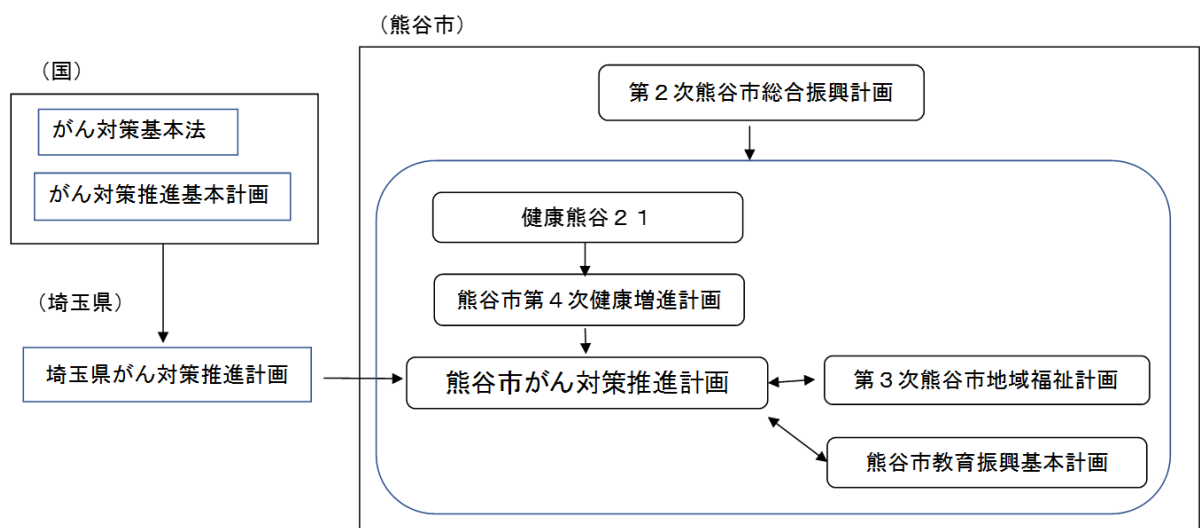 （国）
がん対策基本法
がん対策推進基本計画
（埼玉県）
埼玉県がん対策推進計画
（熊谷市）
第２次熊谷市総合振興計画
健康熊谷２１
熊谷市第４次健康増進計画
熊谷市がん対策推進計画
第３次熊谷市地域福祉計画
熊谷市教育振興基本計画